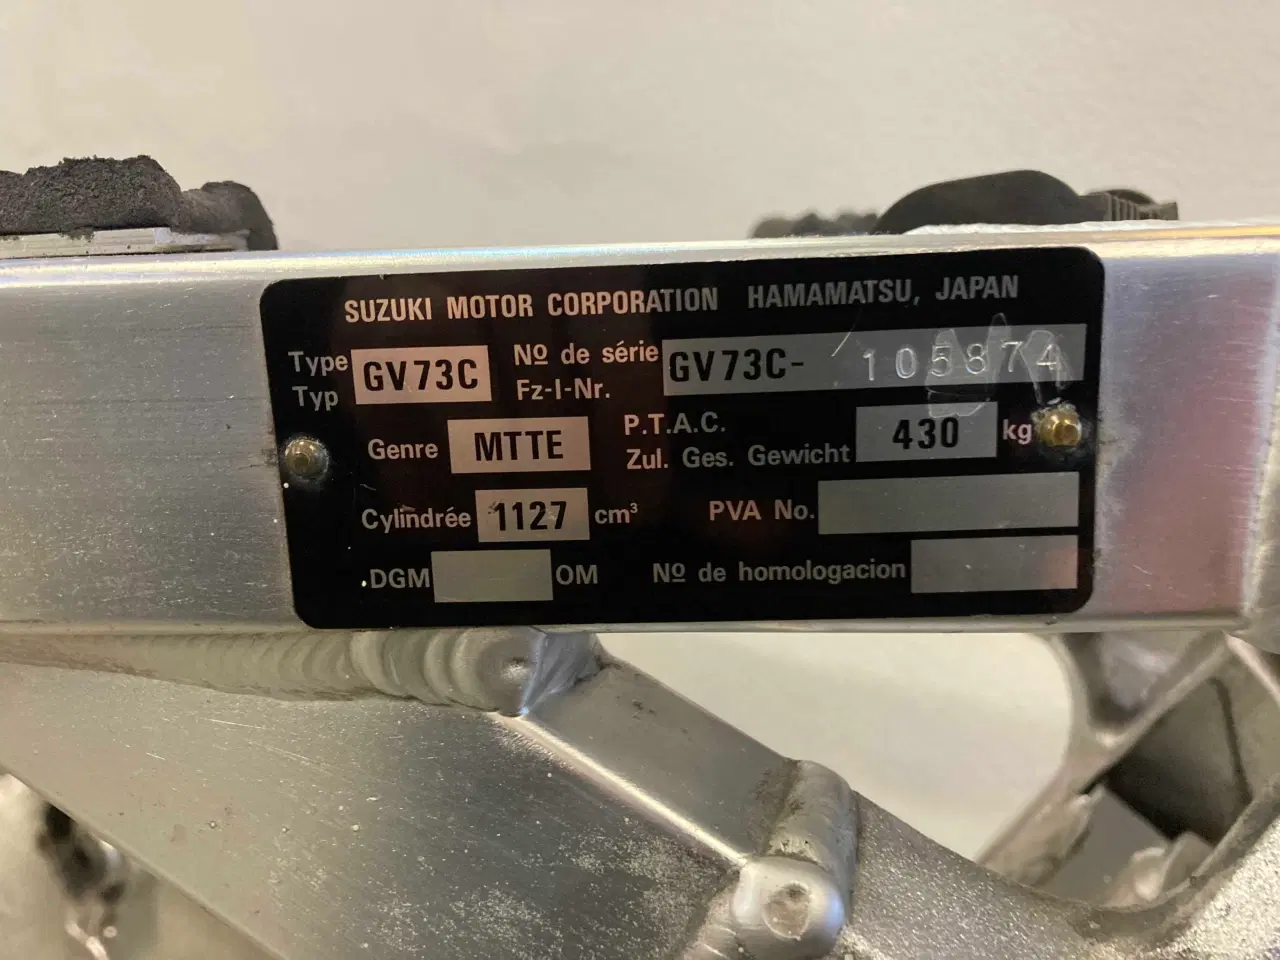 SUZUKI MOTOR CORPORATION HAMAMATSU, JAPAN
Type
Typ
GV73C
Nº de série
Fz-I-Nr.
GV73C- 105874
Genre MTTE
P.T.A.C.
Zul. Ges. Gewicht
430 kg
Cylindrée 1127 cm³
PVA No.
.DGM OM
Nº de homologacion